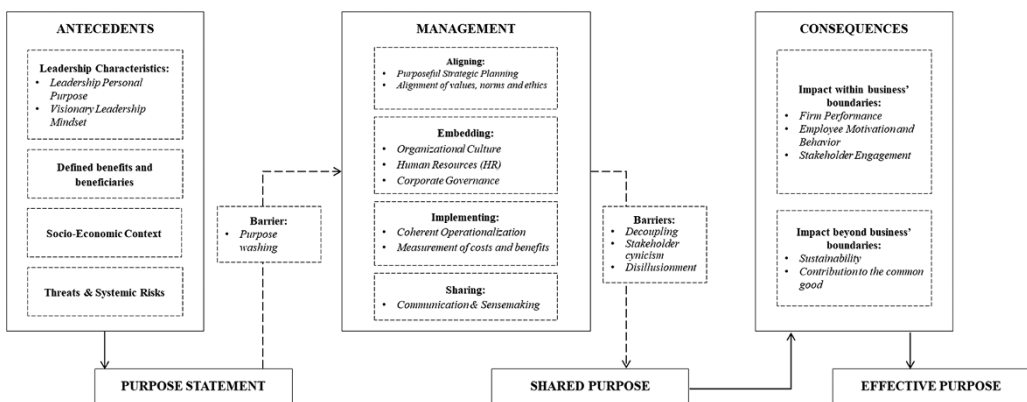 ANTECEDENTS
Leadership Characteristics:
• Leadership Personal
Purpose
• Visionary Leadership
Mindset
Defined benefits and
beneficiaries
Socio-Economic Context
Threats & Systemic Risks
PURPOSE STATEMENT
Barrier:
• Purpose
washing
MANAGEMENT
Aligning:
• Purposeful Strategic Planning
• Alignment of values, norms and ethics
Embedding:
• Organizational Culture
• Human Resources (HR)
• Corporate Governance
Implementing:
• Coherent Operationalization
• Measurement of costs and benefits
Sharing:
• Communication & Sensemaking
Barriers:
• Decoupling
• Stakeholder
cynicism
• Disillusionment
SHARED PURPOSE
CONSEQUENCES
Impact within business'
boundaries:
• Firm Performance
• Employee Motivation and
Behavior
• Stakeholder Engagement
Impact beyond business'
boundaries:
• Sustainability
• Contribution to the common
good
EFFECTIVE PURPOSE